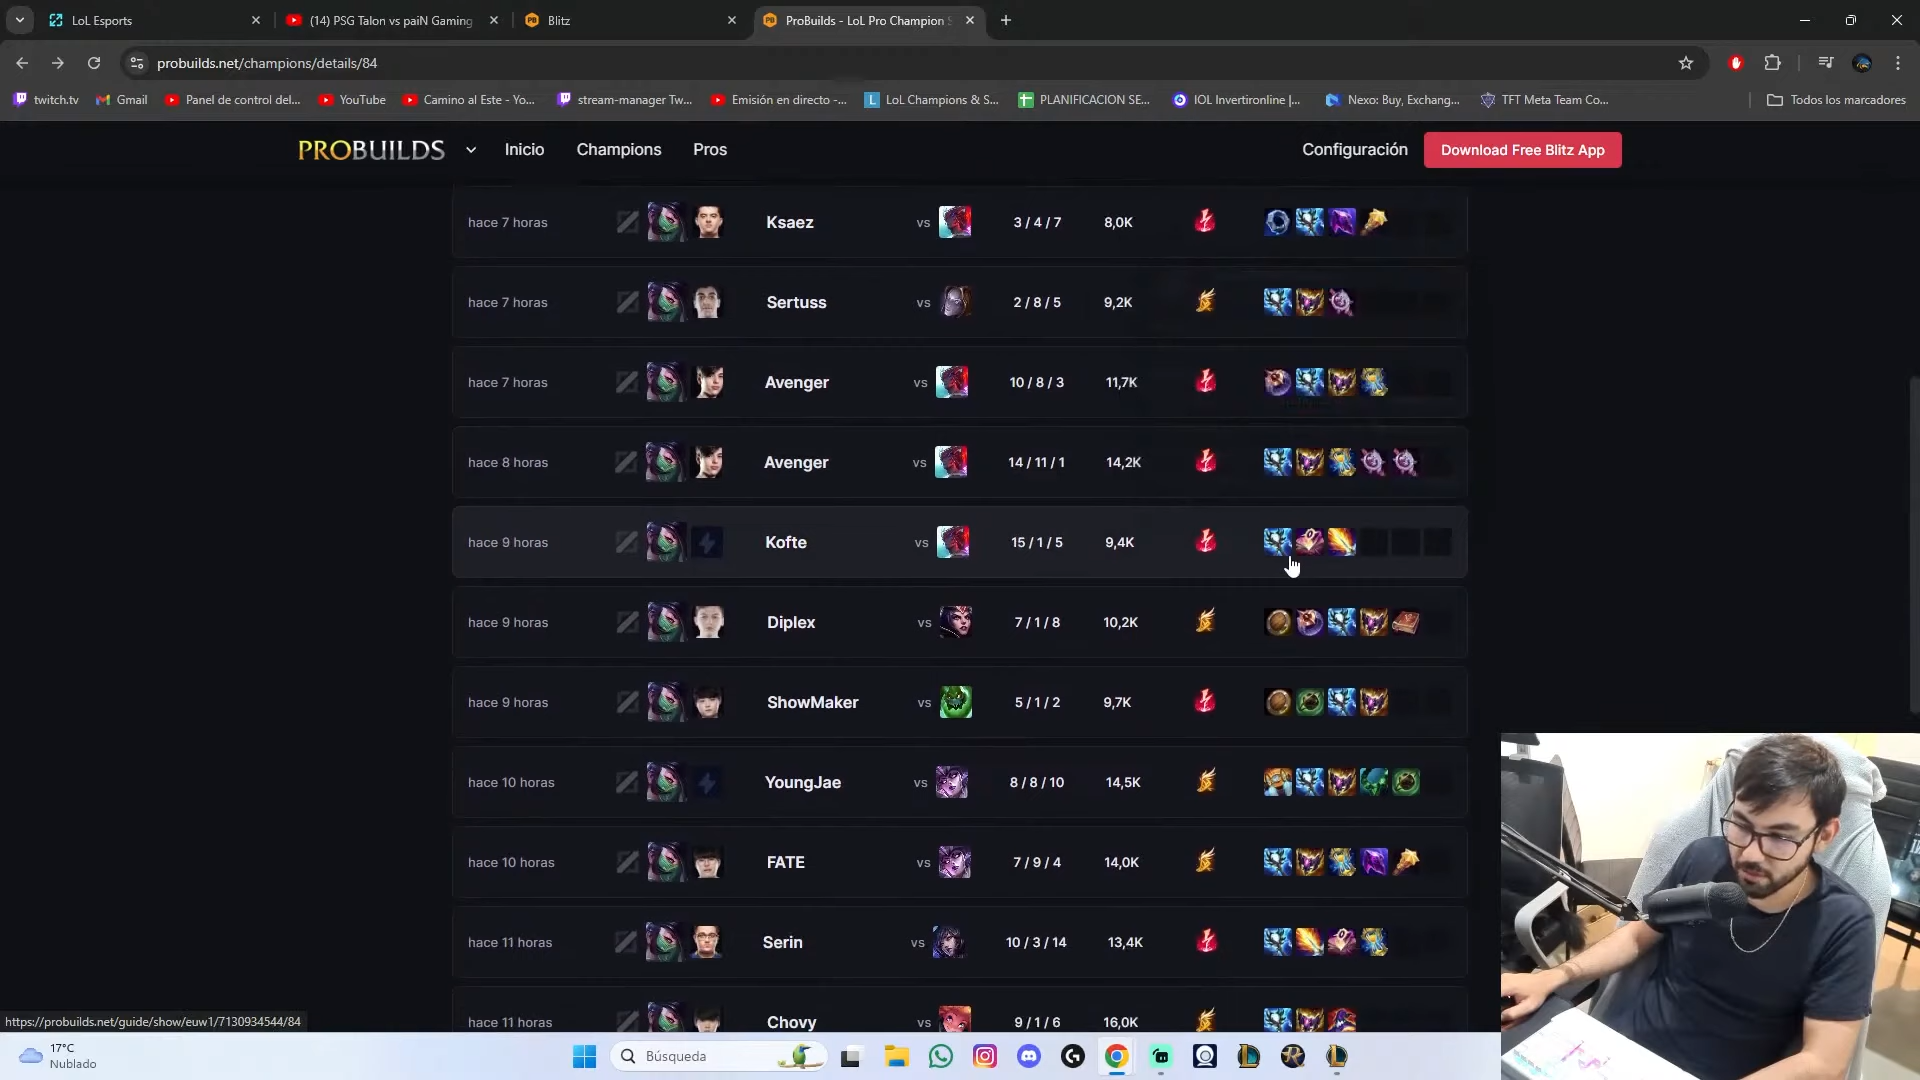 LoL Esports
(14) PSG Talon vs paiN Gaming
Blitz
ProBuilds - LoL Pro Champion S
probuilds.net/champions/details/84
twitch.tv
Gmail
Panel de control del...
YouTube
Camino al Este - Yo...
stream-manager Tw...
Emisión en directo -...
LoL Champions & S...
PLANIFICACION SE...
IOL Invertironline |...
Nexo: Buy, Exchang...
TFT Meta Team Co...
Todos los marcadores
PROBUILDS
Inicio
Champions
Pros
Configuración
Download Free Blitz App
hace 7 horas Ksaez vs 3 / 4 / 7 8,0K
hace 7 horas Sertuss vs 2 / 8 / 5 9,2K
hace 7 horas Avenger vs 10 / 8 / 3 11,7K
hace 8 horas Avenger vs 14 / 11 / 1 14,2K
hace 9 horas Kofte vs 15 / 1 / 5 9,4K
hace 9 horas Diplex vs 7 / 1 / 8 10,2K
hace 9 horas ShowMaker vs 5 / 1 / 2 9,7K
hace 10 horas YoungJae vs 8 / 8 / 10 14,5K
hace 10 horas FATE vs 7 / 9 / 4 14,0K
hace 11 horas Serin vs 10 / 3 / 14 13,4K
hace 11 horas Chovy vs 9 / 1 / 6 16,0K
https://probuilds.net/guide/show/euw1/7130934544/84
17°C
Nublado
Búsqueda